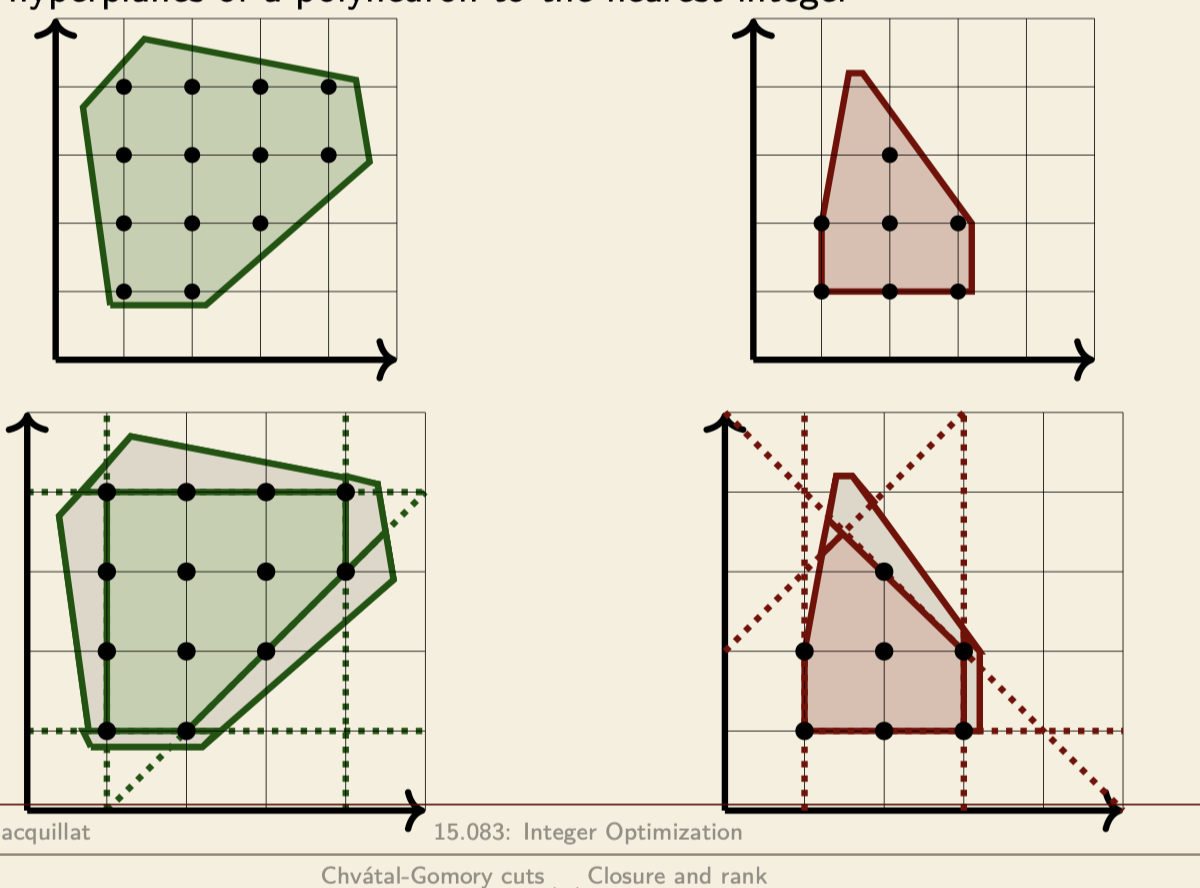 hyperplanes of a polyhedron to the nearest integer
acquillat
15.083: Integer Optimization
Chvátal-Gomory cuts
Closure and rank